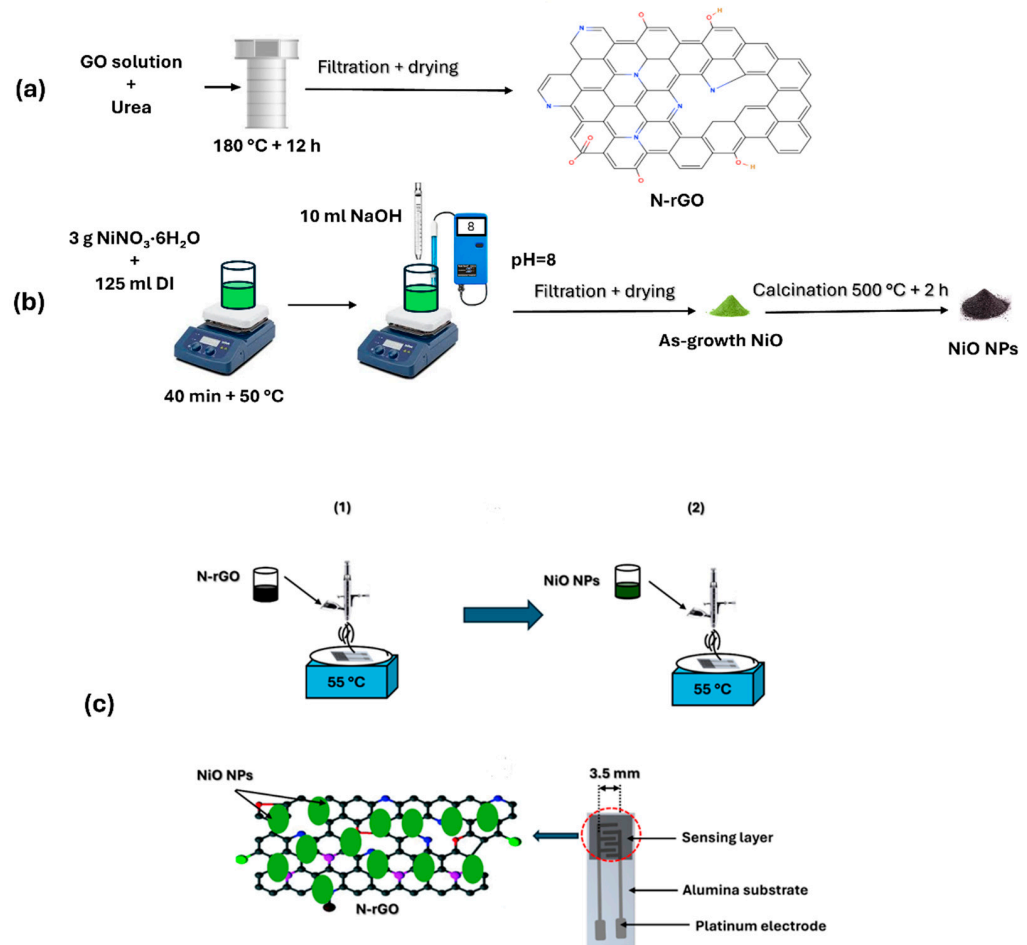 (a)
GO solution
+
Urea
180 °C + 12 h
Filtration + drying
N
N
N
N
N
N
O
O
H
O
O
O
O
H
N-rGO
(b)
3 g NiNO₃·6H₂O
+
125 ml DI
40 min + 50 °C
10 ml NaOH
8
pH=8
Filtration + drying
As-growth NiO
Calcination 500 °C + 2 h
NiO NPs
(c)
(1)
N-rGO
55 °C
(2)
NiO NPs
55 °C
NiO NPs
N-rGO
3.5 mm
Sensing layer
Alumina substrate
Platinum electrode